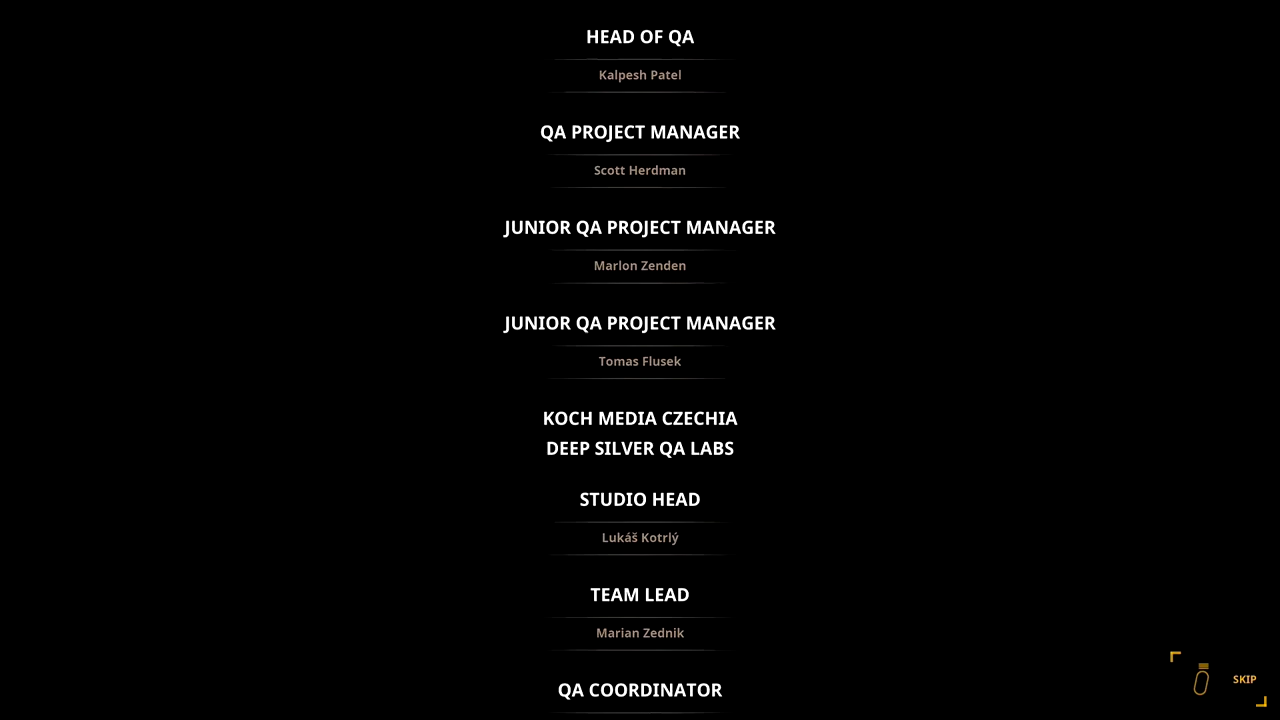 HEAD OF QA
Kalpesh Patel
QA PROJECT MANAGER
Scott Herdman
JUNIOR QA PROJECT MANAGER
Marlon Zenden
JUNIOR QA PROJECT MANAGER
Tomas Flusek
KOCH MEDIA CZECHIA
DEEP SILVER QA LABS
STUDIO HEAD
Lukáš Kotrlý
TEAM LEAD
Marian Zednik
QA COORDINATOR
SKIP